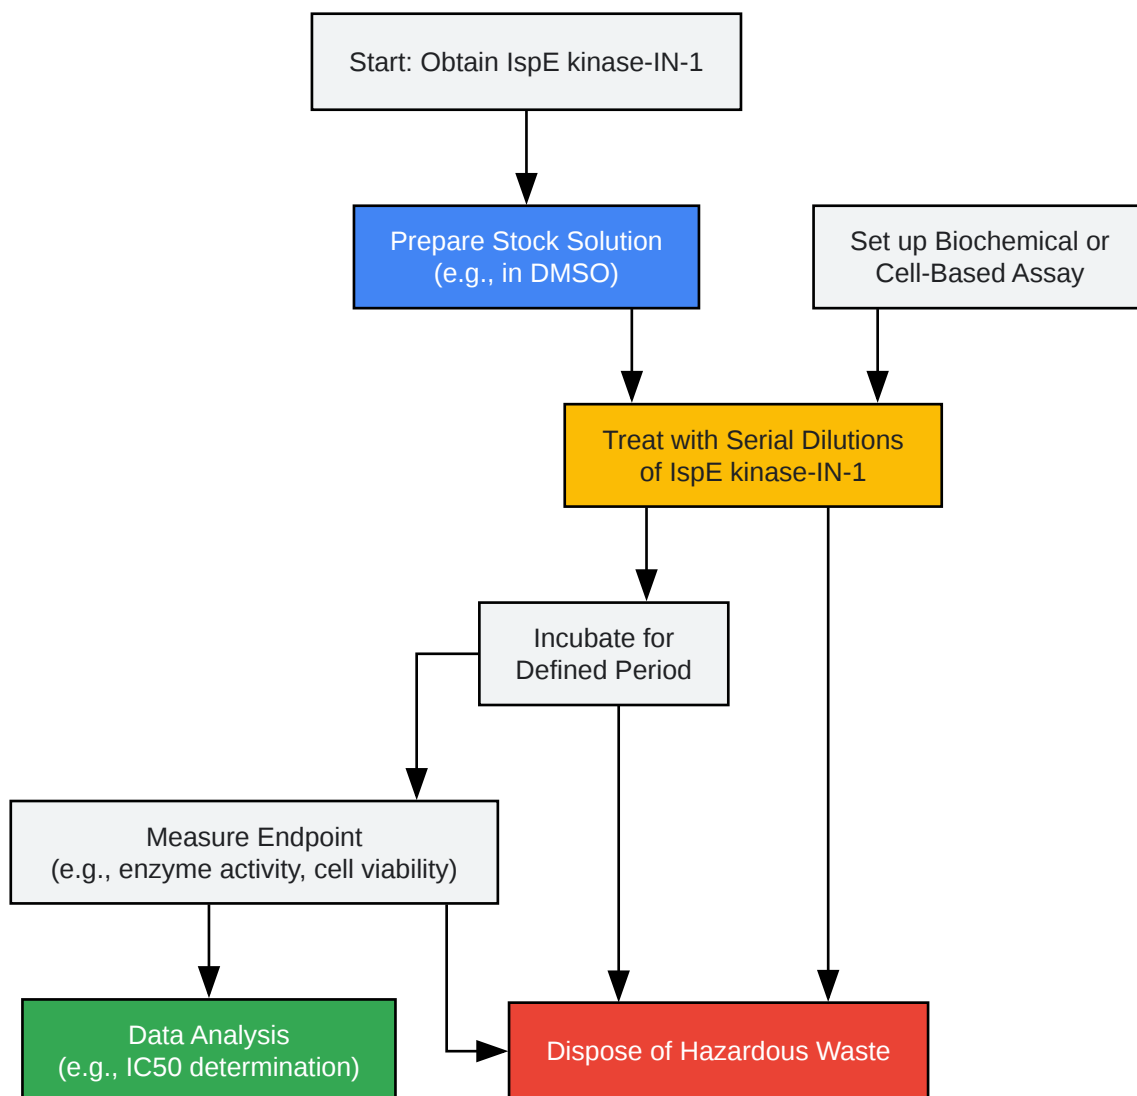 Start: Obtain IspE kinase-IN-1
Prepare Stock Solution
(e.g., in DMSO)
Set up Biochemical or
Cell-Based Assay
Treat with Serial Dilutions
of IspE kinase-IN-1
Incubate for
Defined Period
Measure Endpoint
(e.g., enzyme activity, cell viability)
Data Analysis
(e.g., IC50 determination)
Dispose of Hazardous Waste